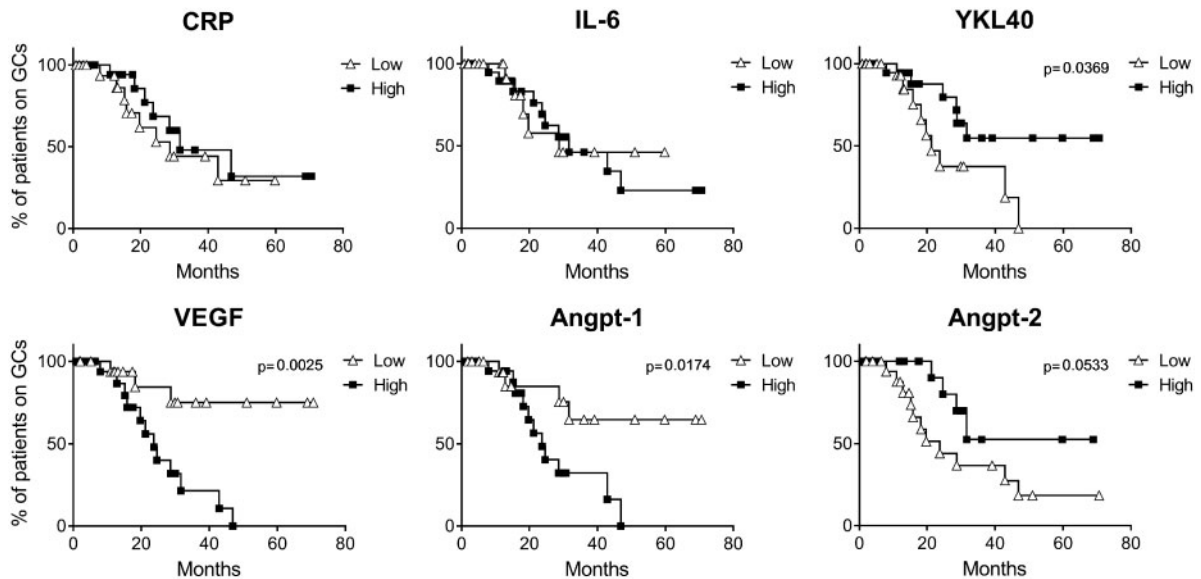 CRP
% of patients on GCs
100
50
0
0 20 40 60 80
Months
Low
High
IL-6
100
50
0
0 20 40 60 80
Months
Low
High
YKL40
100
50
0
0 20 40 60 80
Months
Low
High
p=0.0369
VEGF
% of patients on GCs
100
50
0
0 20 40 60 80
Months
Low
High
p=0.0025
Angpt-1
100
50
0
0 20 40 60 80
Months
Low
High
p=0.0174
Angpt-2
100
50
0
0 20 40 60 80
Months
Low
High
p=0.0533